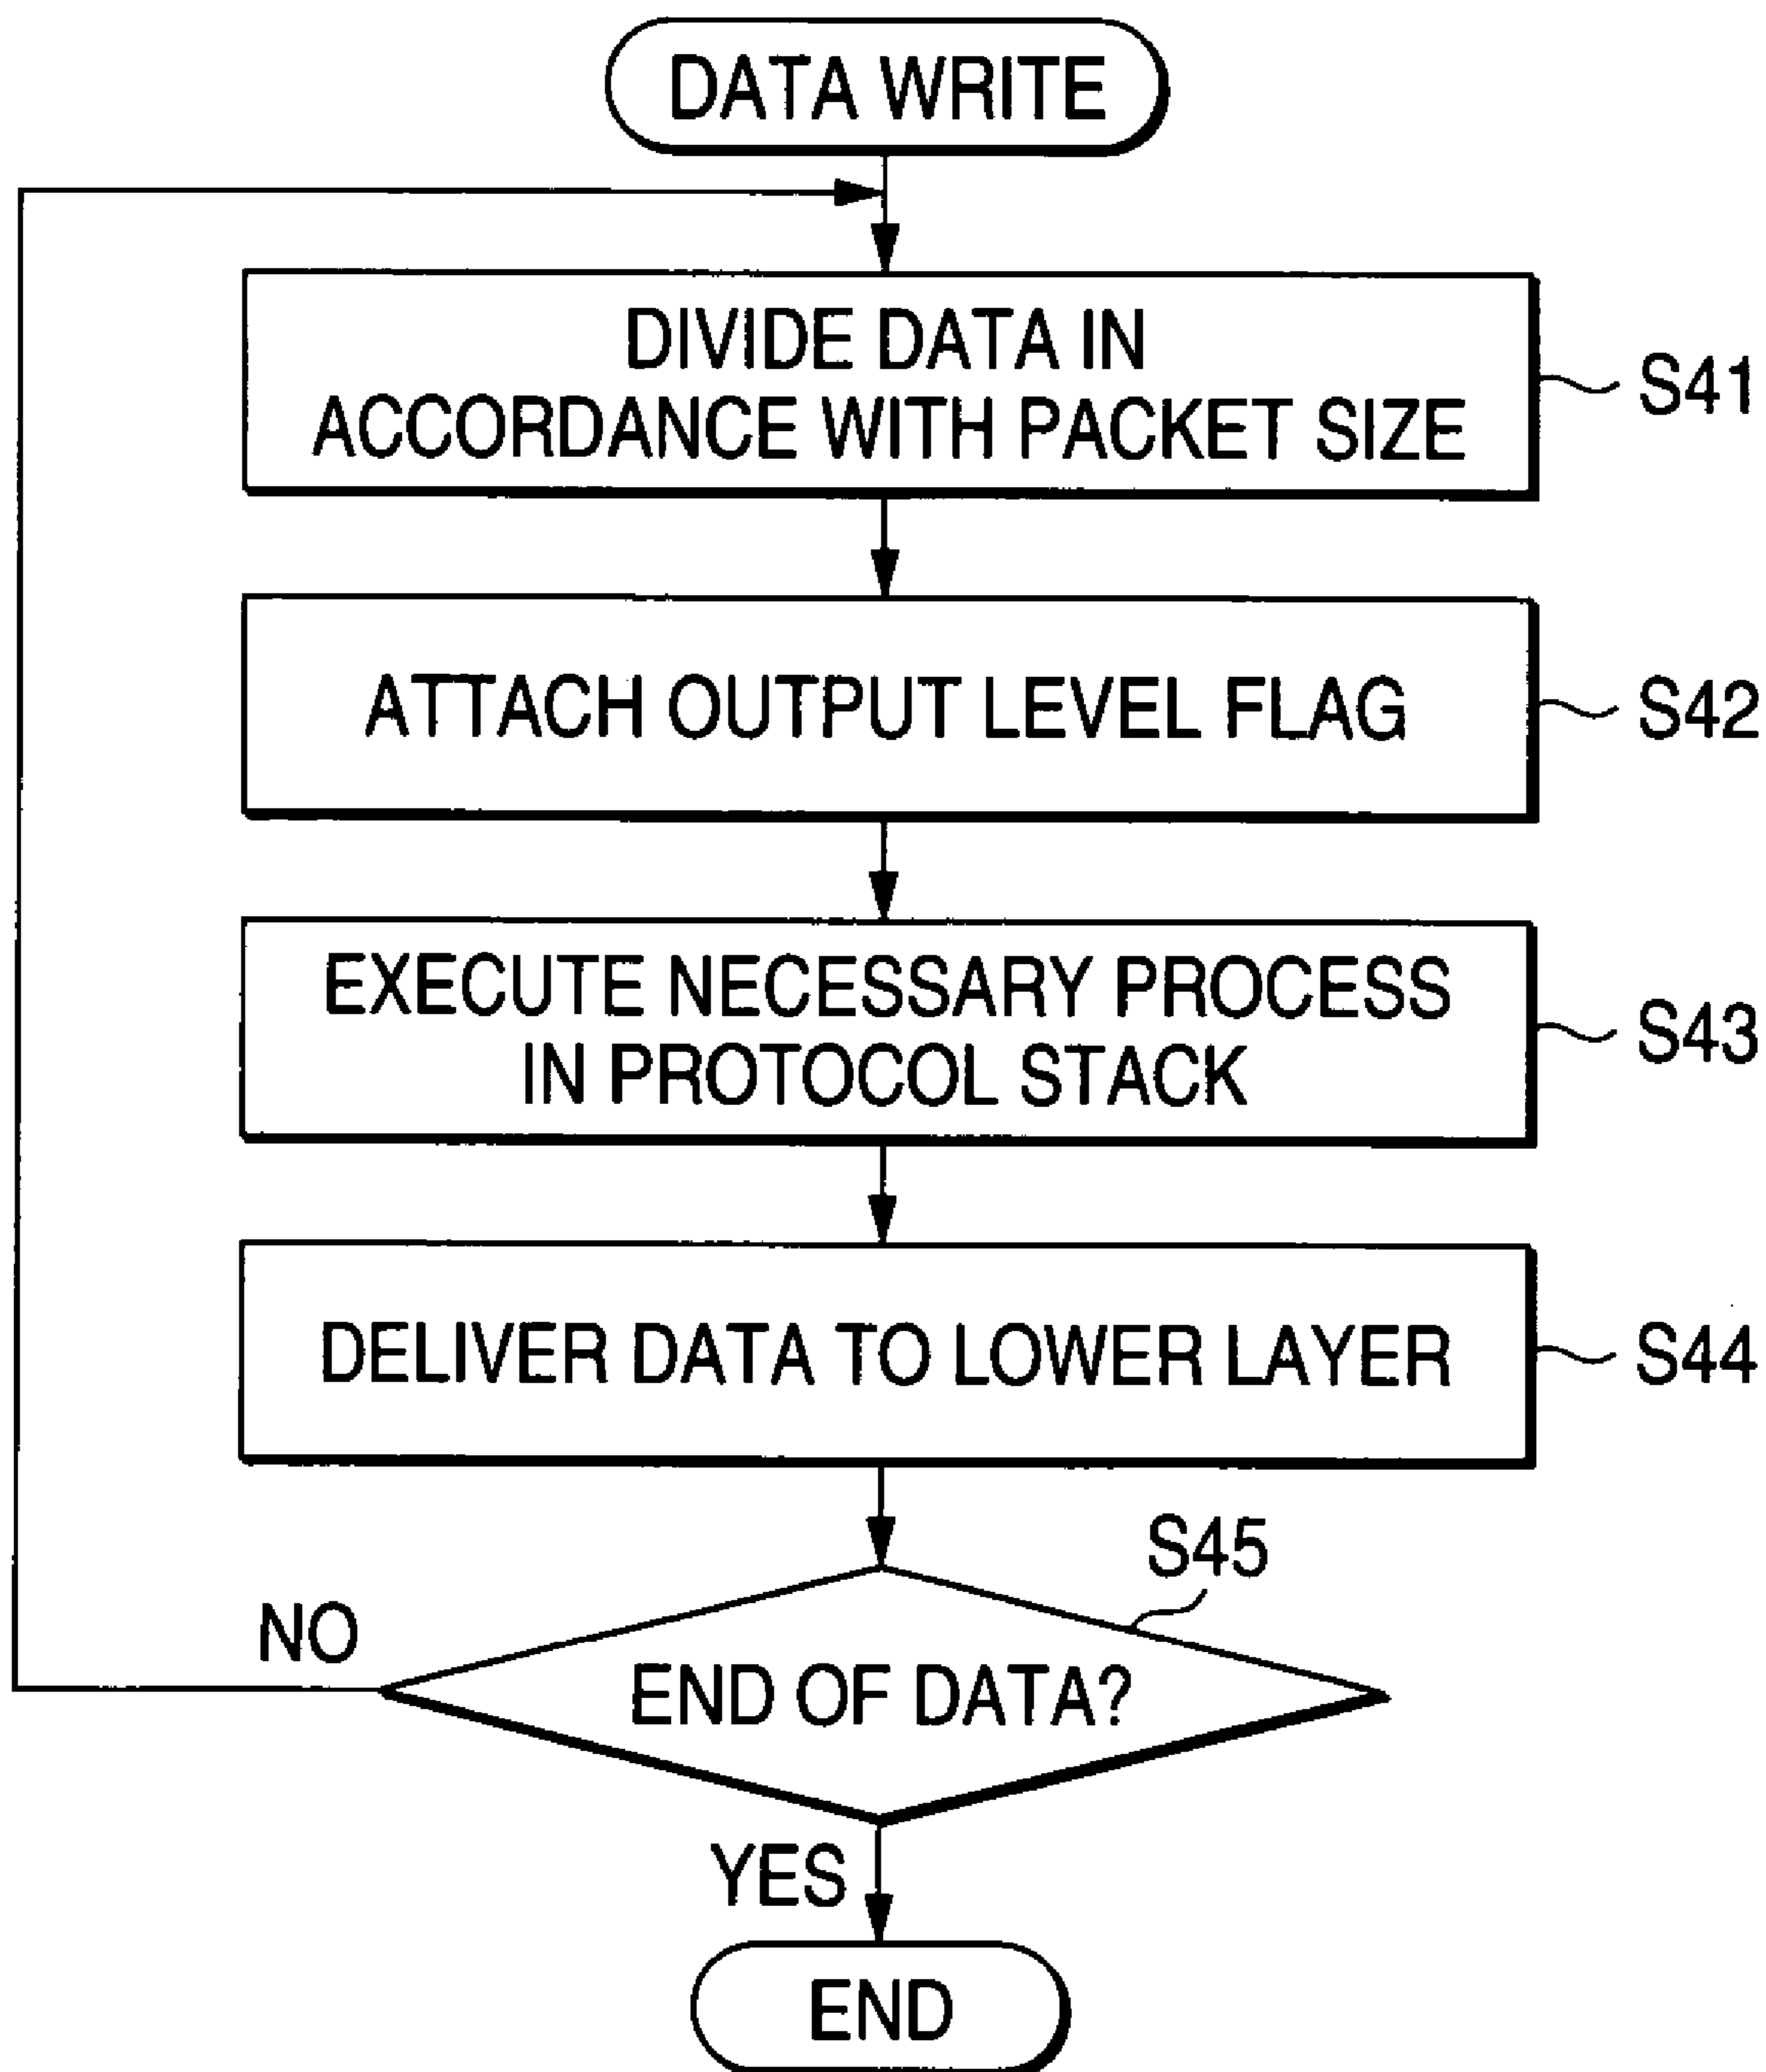 DATA WRITE
DIVIDE DATA IN
ACCORDANCE WITH PACKET SIZE
S41
ATTACH OUTPUT LEVEL FLAG
S42
EXECUTE NECESSARY PROCESS
IN PROTOCOL STACK
S43
DELIVER DATA TO LOWER LAYER
S44
S45
NO
END OF DATA?
YES
END